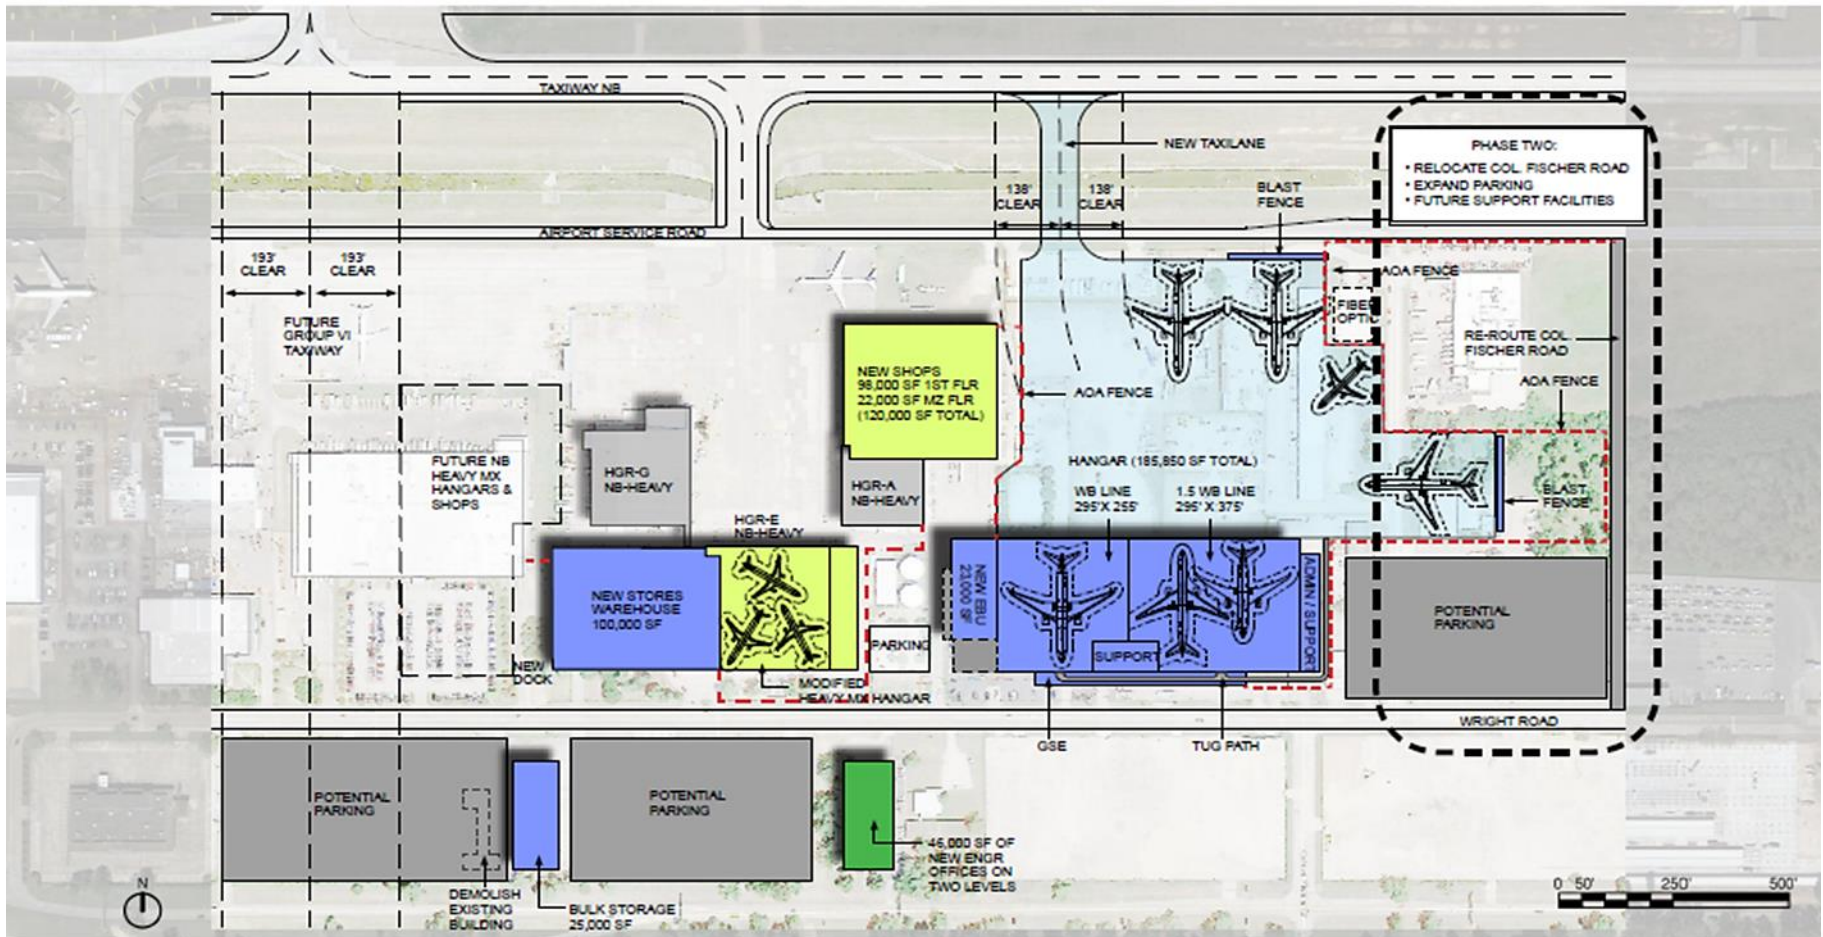 TAXIWAY NB
NEW TAXILANE
PHASE TWO:
• RELOCATE COL. FISCHER ROAD
• EXPAND PARKING
• FUTURE SUPPORT FACILITIES
138'
CLEAR
138'
CLEAR
BLAST
FENCE
AIRPORT SERVICE ROAD
193'
CLEAR
193'
CLEAR
AOA FENCE
FIBER
OPTIC
FUTURE
GROUP VI
TAXIWAY
RE-ROUTE COL.
FISCHER ROAD
NEW SHOPS
98,000 SF 1ST FLR
22,000 SF MZ FLR
(120,000 SF TOTAL)
AOA FENCE
AOA FENCE
FUTURE NB
HEAVY MX
HANGARS &
SHOPS
HGR-G
NB-HEAVY
HGR-A
NB-HEAVY
HANGAR (185,850 SF TOTAL)
WB LINE
295' X 255'
1.5 WB LINE
295' X 375'
BLAST
FENCE
HGR-E
NB-HEAVY
NEW STORES
WAREHOUSE
100,000 SF
NEW EBU
23,000 SF
ADMIN / SUPPORT
POTENTIAL
PARKING
PARKING
SUPPORT
NEW
DOCK
MODIFIED
HEAVY MX HANGAR
WRIGHT ROAD
GSE
TUG PATH
POTENTIAL
PARKING
POTENTIAL
PARKING
46,000 SF OF
NEW ENGR
OFFICES ON
TWO LEVELS
N
DEMOLISH
EXISTING
BUILDING
BULK STORAGE
25,000 SF
0 50' 250' 500'